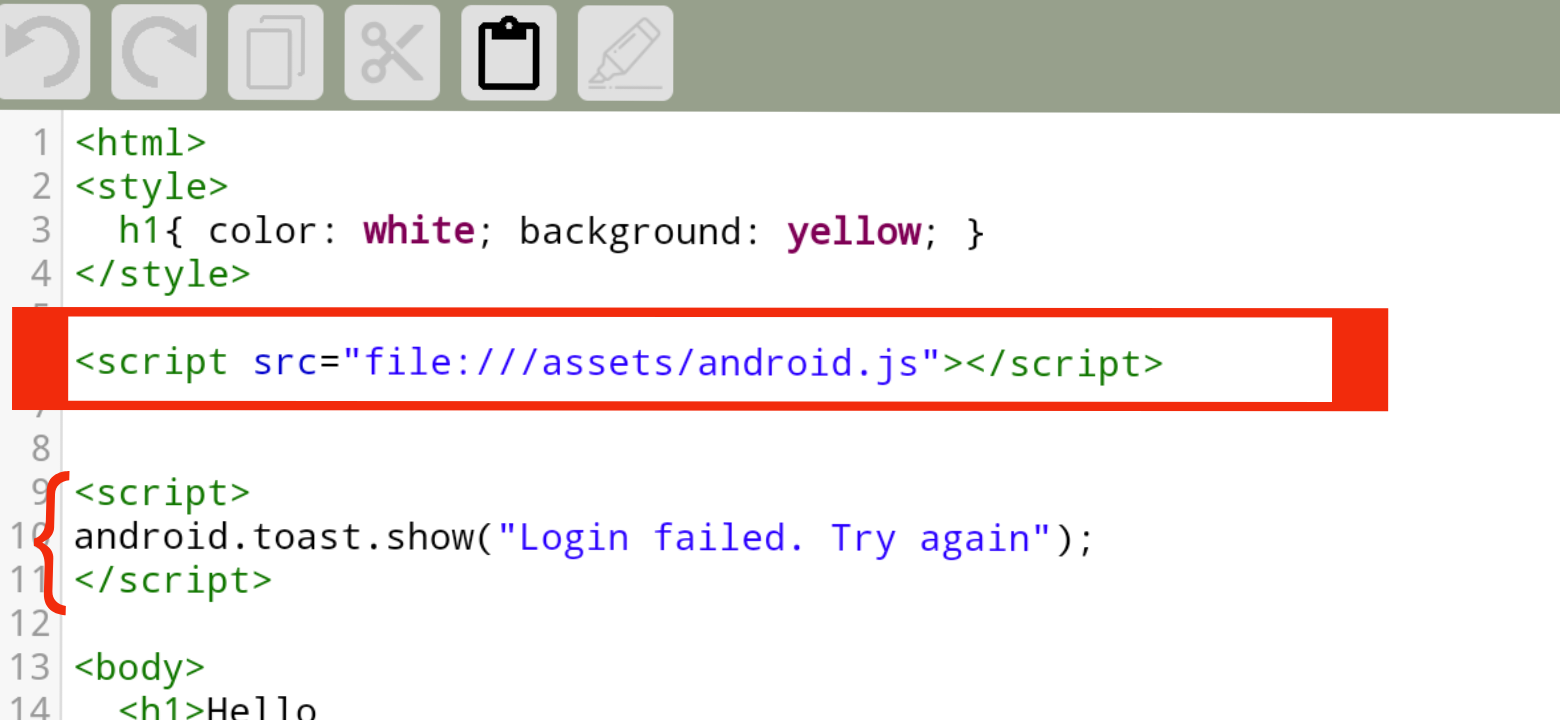 1 <html>
2 <style>
3 h1{ color: white; background: yellow; }
4 </style>
<script src="file:///assets/android.js"></script>
8
9 <script>
10 android.toast.show("Login failed. Try again");
11 </script>
12
13 <body>
14 <h1>Hello